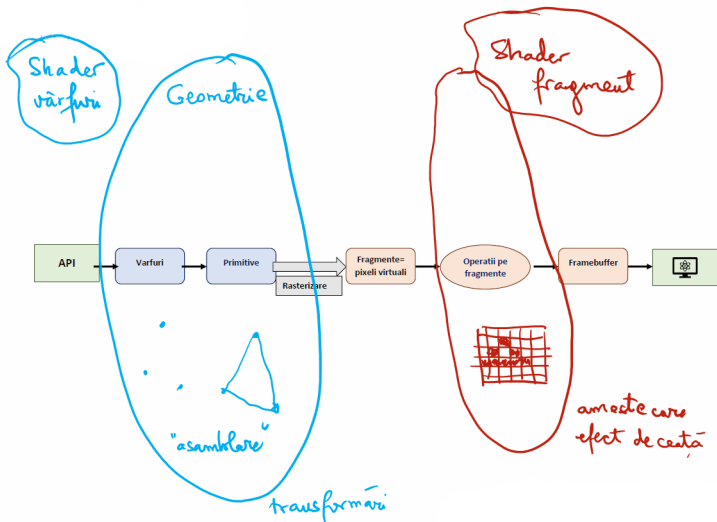 Shader
vârfuri
Geometrie
Shader
fragment
API
Varfuri
Primitive
Rasterizare
Fragmente=
pixeli virtuali
Operatii pe
fragmente
Framebuffer
"asamblare"
transformări
amestecare
efect de ceață